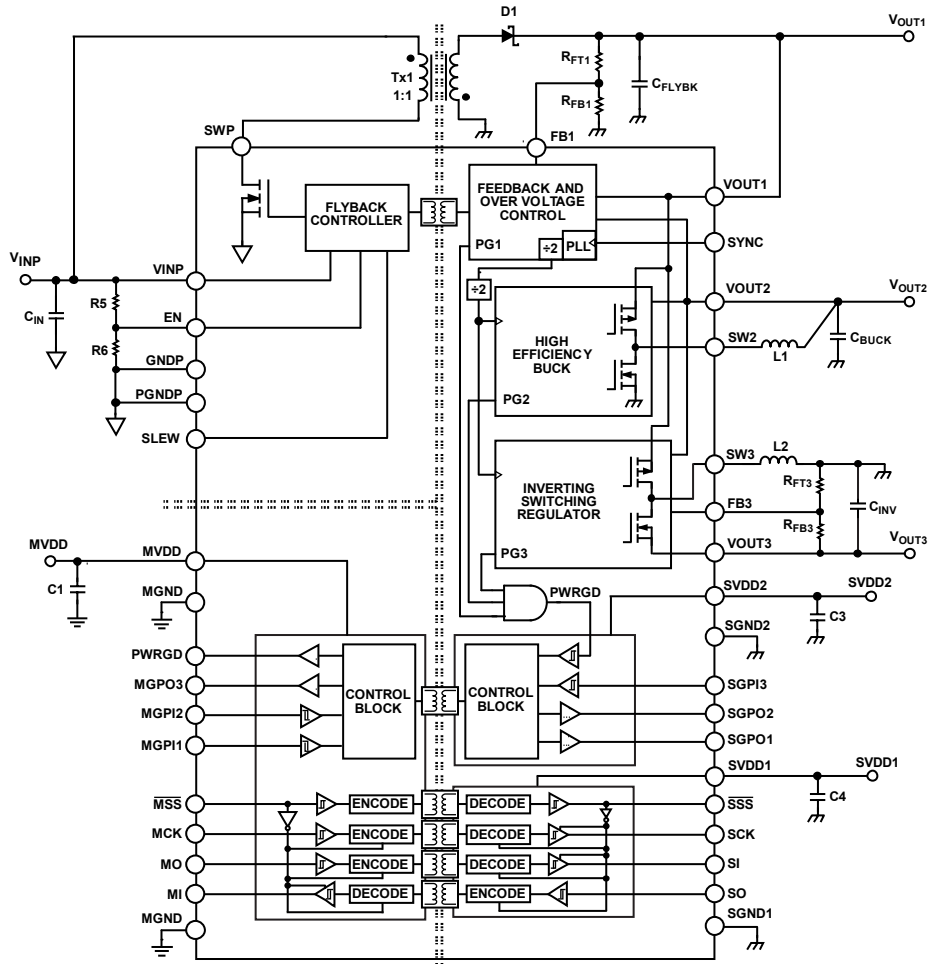 D1
VOUT1
Tx1
1:1
RFT1
CFLYBK
RFB1
SWP
FB1
FLYBACK
CONTROLLER
FEEDBACK AND
OVER VOLTAGE
CONTROL
PG1
÷2
PLL
VOUT1
SYNC
VINP
CIN
VINP
R5
EN
R6
GNDP
PGNDP
SLEW
÷2
HIGH
EFFICIENCY
BUCK
PG2
VOUT2
VOUT2
SW2
L1
CBUCK
INVERTING
SWITCHING
REGULATOR
PG3
SW3
L2
RFT3
FB3
CINV
RFB3
VOUT3
VOUT3
MVDD
MVDD
C1
MGND
PWRGD
SVDD2
SVDD2
C3
SGND2
PWRGD
MGPO3
MGPI2
MGPI1
CONTROL
BLOCK
CONTROL
BLOCK
SGPI3
SGPO2
SGPO1
SVDD1
SVDD1
C4
MSS
ENCODE
DECODE
SSS
MCK
ENCODE
DECODE
SCK
MO
ENCODE
DECODE
SI
MI
DECODE
ENCODE
SO
MGND
SGND1